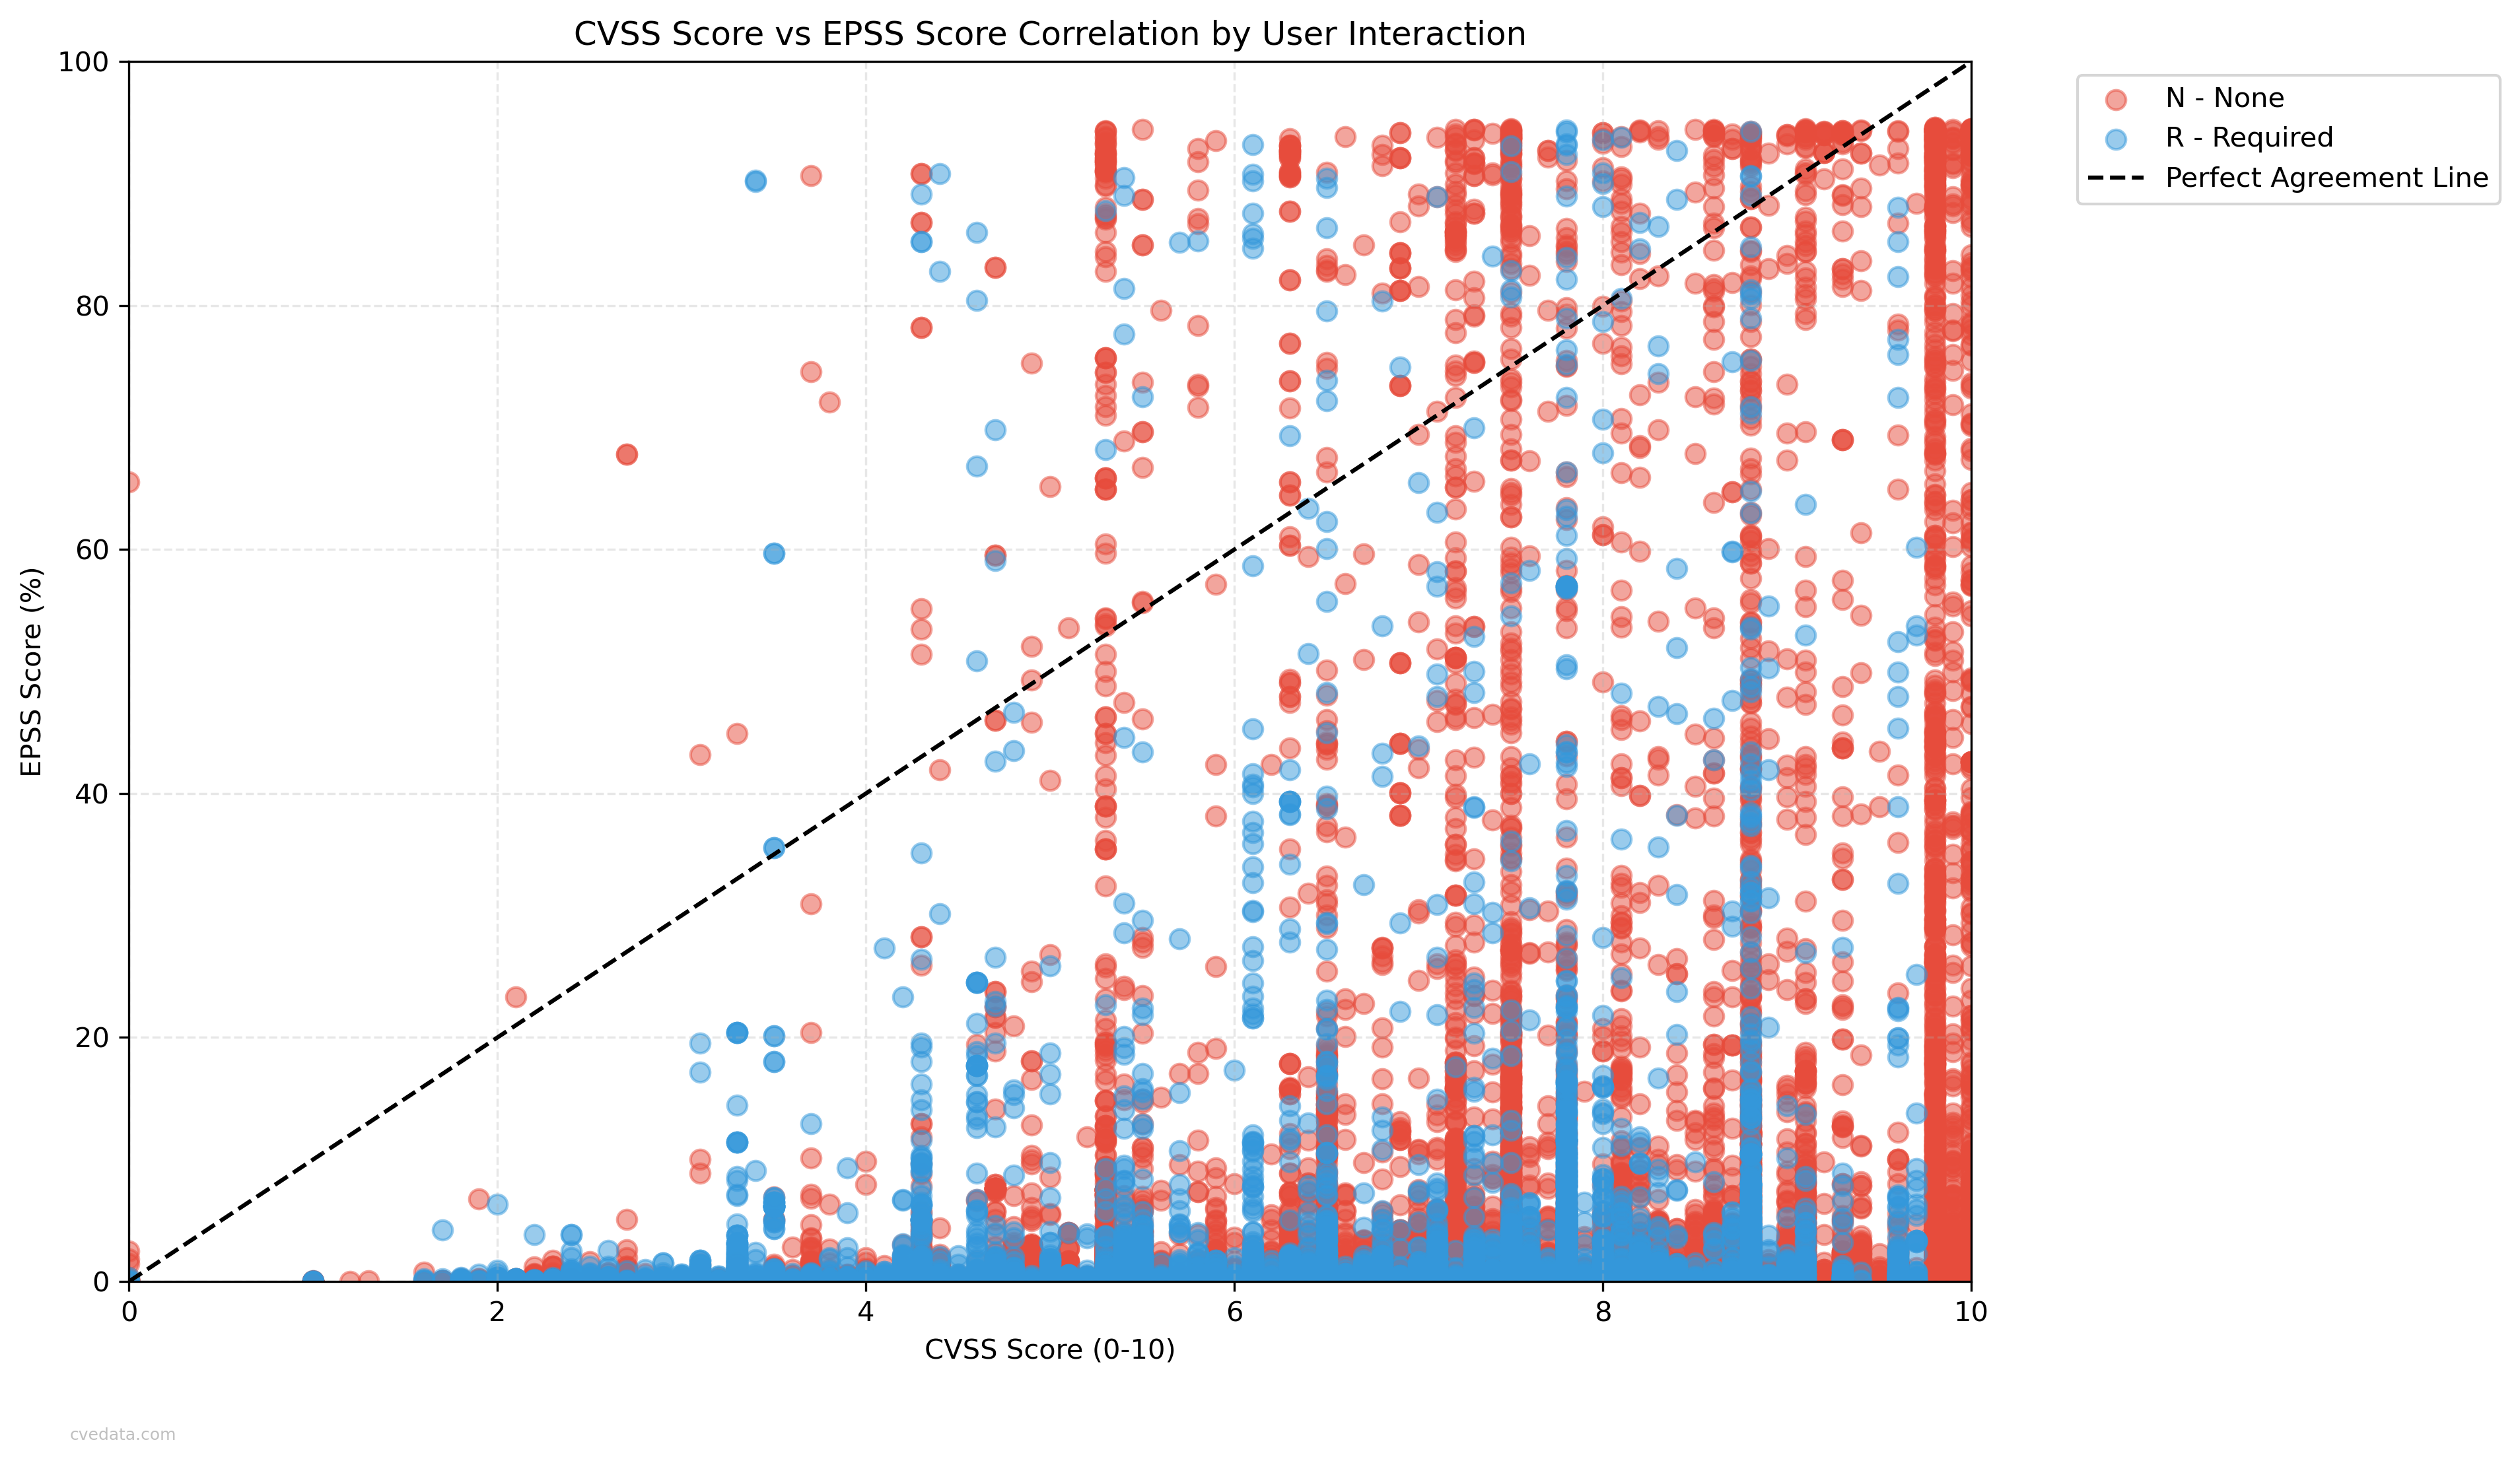 CVSS Score vs EPSS Score Correlation by User Interaction
N - None
R - Required
Perfect Agreement Line
EPSS Score (%)
100
80
60
40
20
0
0 2 4 6 8 10
CVSS Score (0-10)
cvedata.com